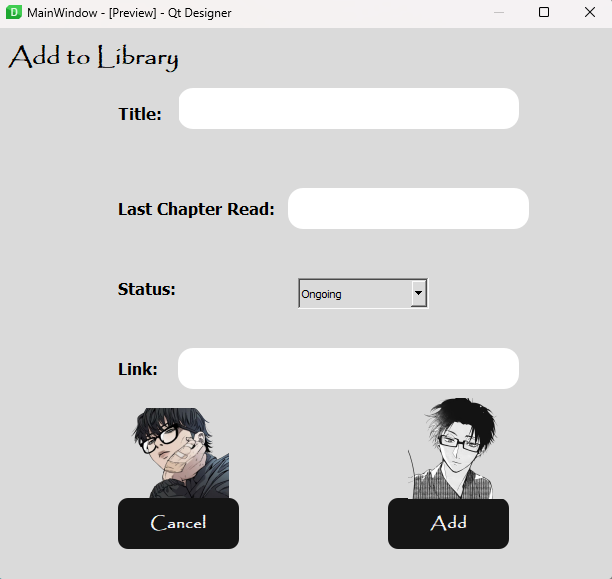 D MainWindow - [Preview] - Qt Designer
Add to Library
Title:
Last Chapter Read:
Status:
Ongoing
Link:
Cancel
Add